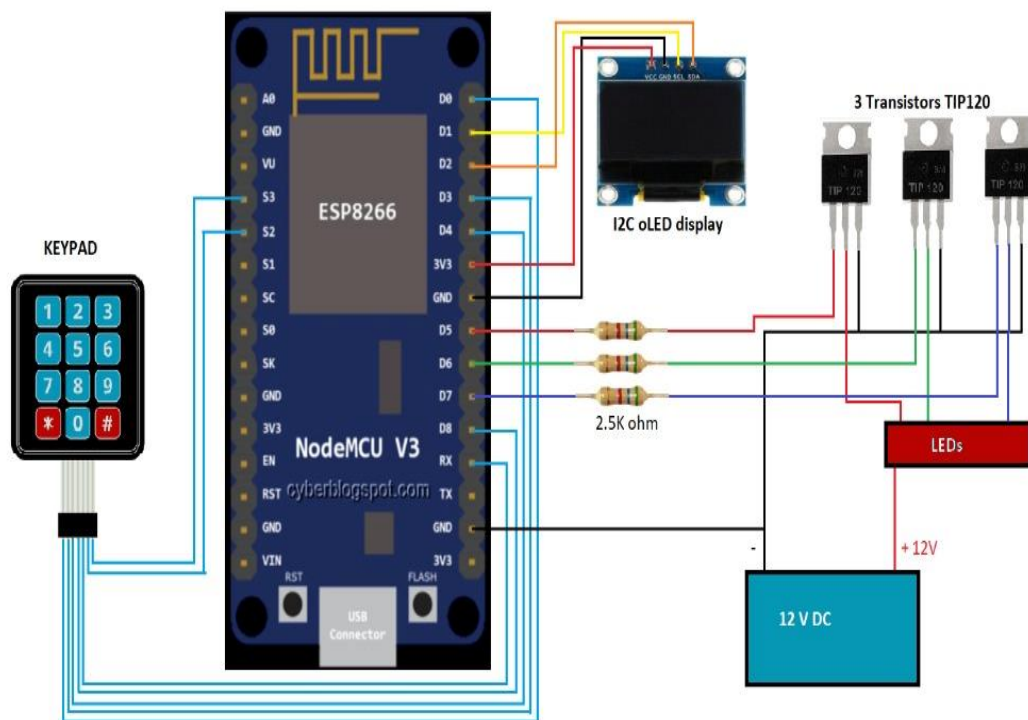 KEYPAD
1 2 3
4 5 6
7 8 9
* 0 #
A0
GND
VU
S3
S2
S1
SC
S0
SK
GND
3V3
EN
RST
GND
VIN
ESP8266
NodeMCU V3
cyberblogspot.com
RST
FLASH
USB
Connector
D0
D1
D2
D3
D4
3V3
GND
D5
D6
D7
D8
RX
TX
GND
3V3
VCC GND SCL SDA
I2C oLED display
3 Transistors TIP120
TIP 120
TIP 120
TIP 120
2.5K ohm
LEDs
-
+ 12V
12 V DC